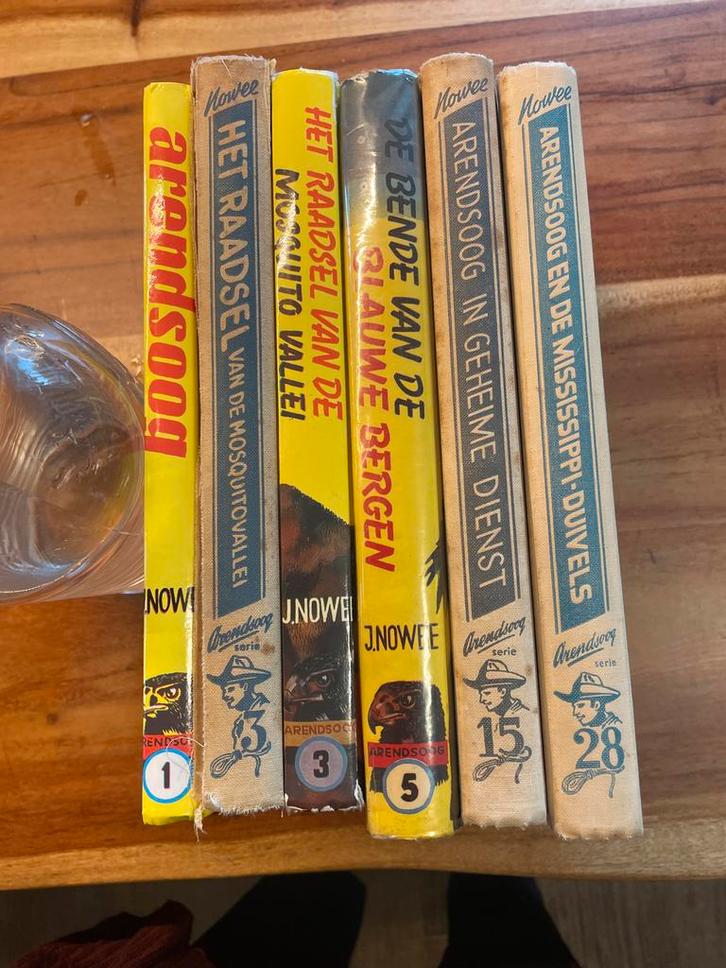 arendsoog
J.NOWE
ARENDSOO
1
Nowee
HET RAADSEL VAN DE MOSQUITOVALLEI
Arendsoog
serie
3
HET RAADSEL VAN DE
MOSQUITO VALLEI
J.NOWEE
ARENDSOOG
3
DE BENDE VAN DE
BLAUWE BERGEN
J.NOWEE
ARENDSOOG
5
Nowee
ARENDSOOG IN GEHEIME DIENST
Arendsoog
serie
15
Nowee
ARENDSOOG EN DE MISSISSIPPI-DUIVELS
Arendsoog
serie
28